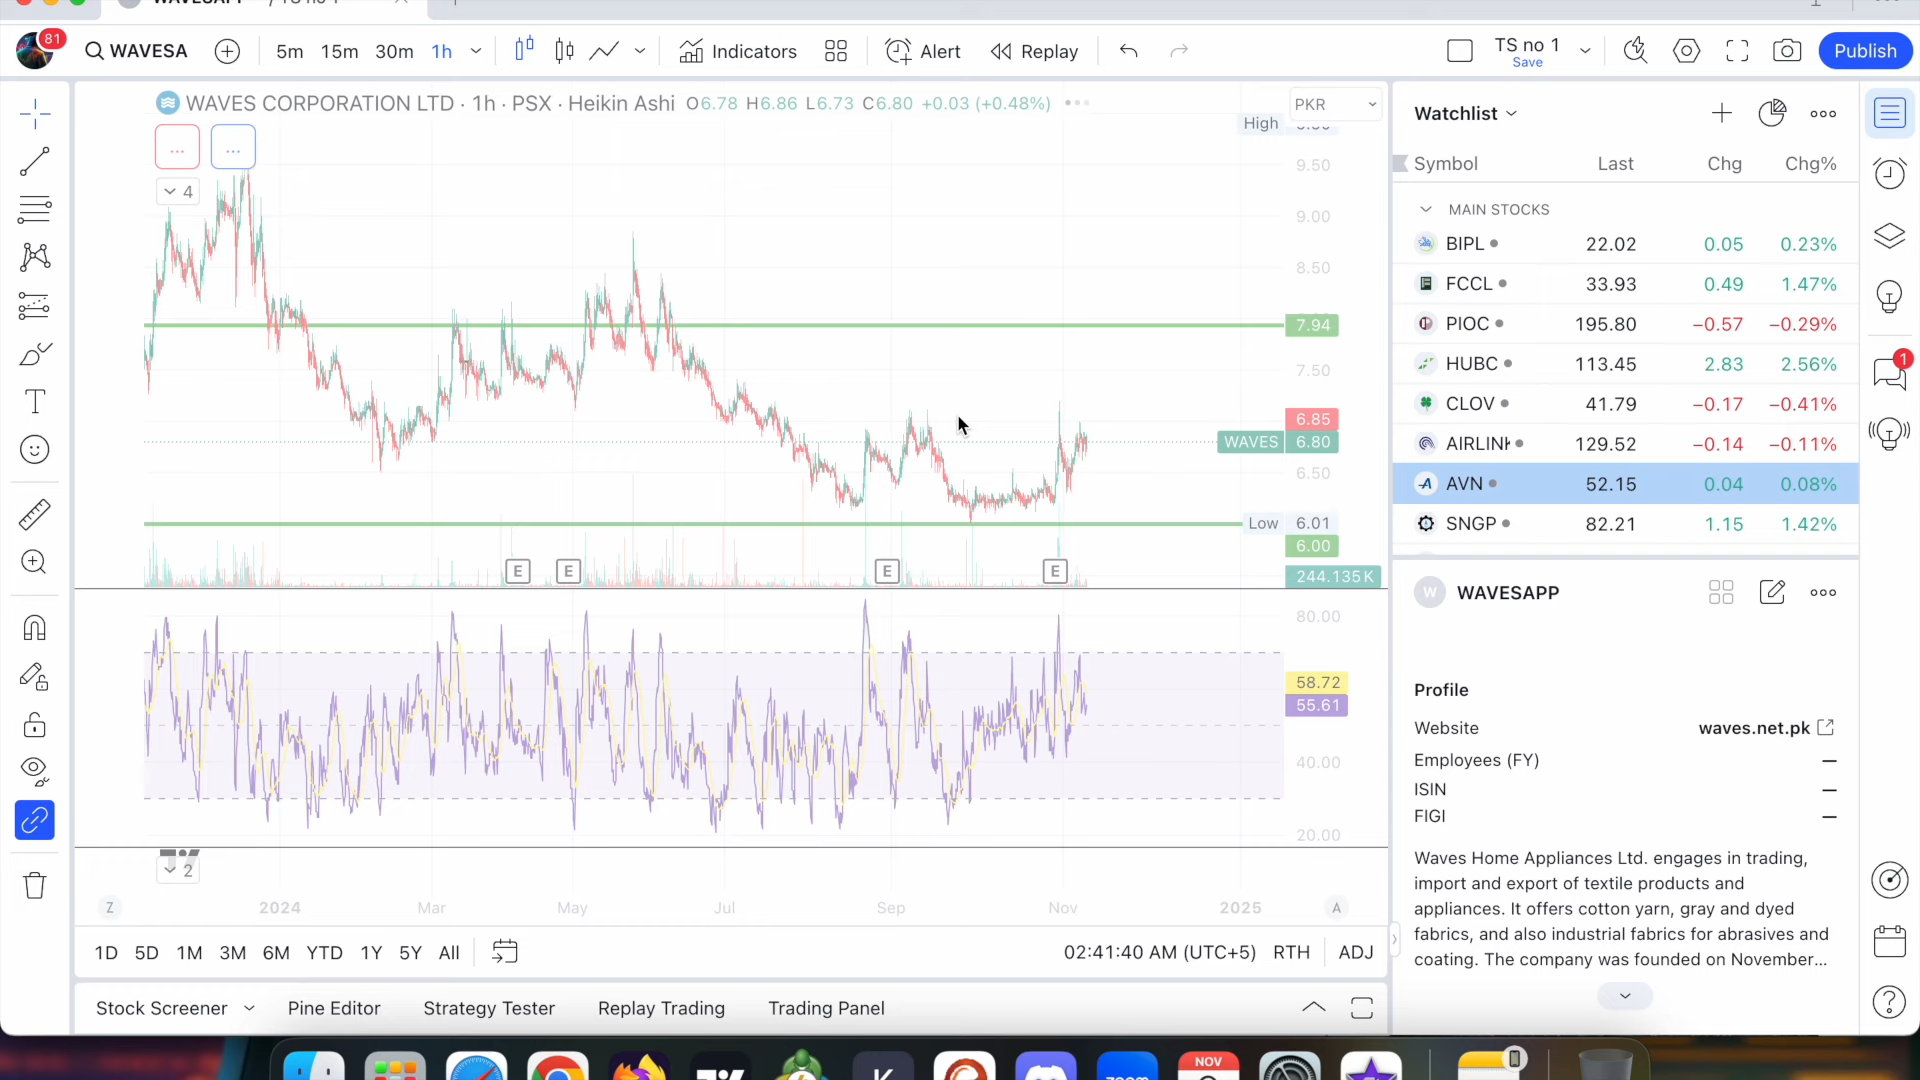 81
WAVESA
5m 15m 30m 1h
Indicators
Alert
Replay
TS no 1
Save
Publish
WAVES CORPORATION LTD · 1h · PSX · Heikin Ashi O6.78 H6.86 L6.73 C6.80 +0.03 (+0.48%)
PKR
High
4
9.50
9.00
8.50
7.94
7.50
6.85
WAVES 6.80
6.50
Low 6.01
6.00
E E E E
244.135K
80.00
58.72
55.61
40.00
20.00
2
Z 2024 Mar May Jul Sep Nov 2025 A
1D 5D 1M 3M 6M YTD 1Y 5Y All
02:41:40 AM (UTC+5) RTH ADJ
Stock Screener Pine Editor Strategy Tester Replay Trading Trading Panel
Watchlist
Symbol Last Chg Chg%
MAIN STOCKS
BIPL 22.02 0.05 0.23%
FCCL 33.93 0.49 1.47%
PIOC 195.80 −0.57 −0.29%
HUBC 113.45 2.83 2.56%
CLOV 41.79 −0.17 −0.41%
AIRLINK 129.52 −0.14 −0.11%
AVN 52.15 0.04 0.08%
SNGP 82.21 1.15 1.42%
W WAVESAPP
Profile
Website waves.net.pk
Employees (FY) —
ISIN —
FIGI —
Waves Home Appliances Ltd. engages in trading,
import and export of textile products and
appliances. It offers cotton yarn, gray and dyed
fabrics, and also industrial fabrics for abrasives and
coating. The company was founded on November...
1
NOV
zoom